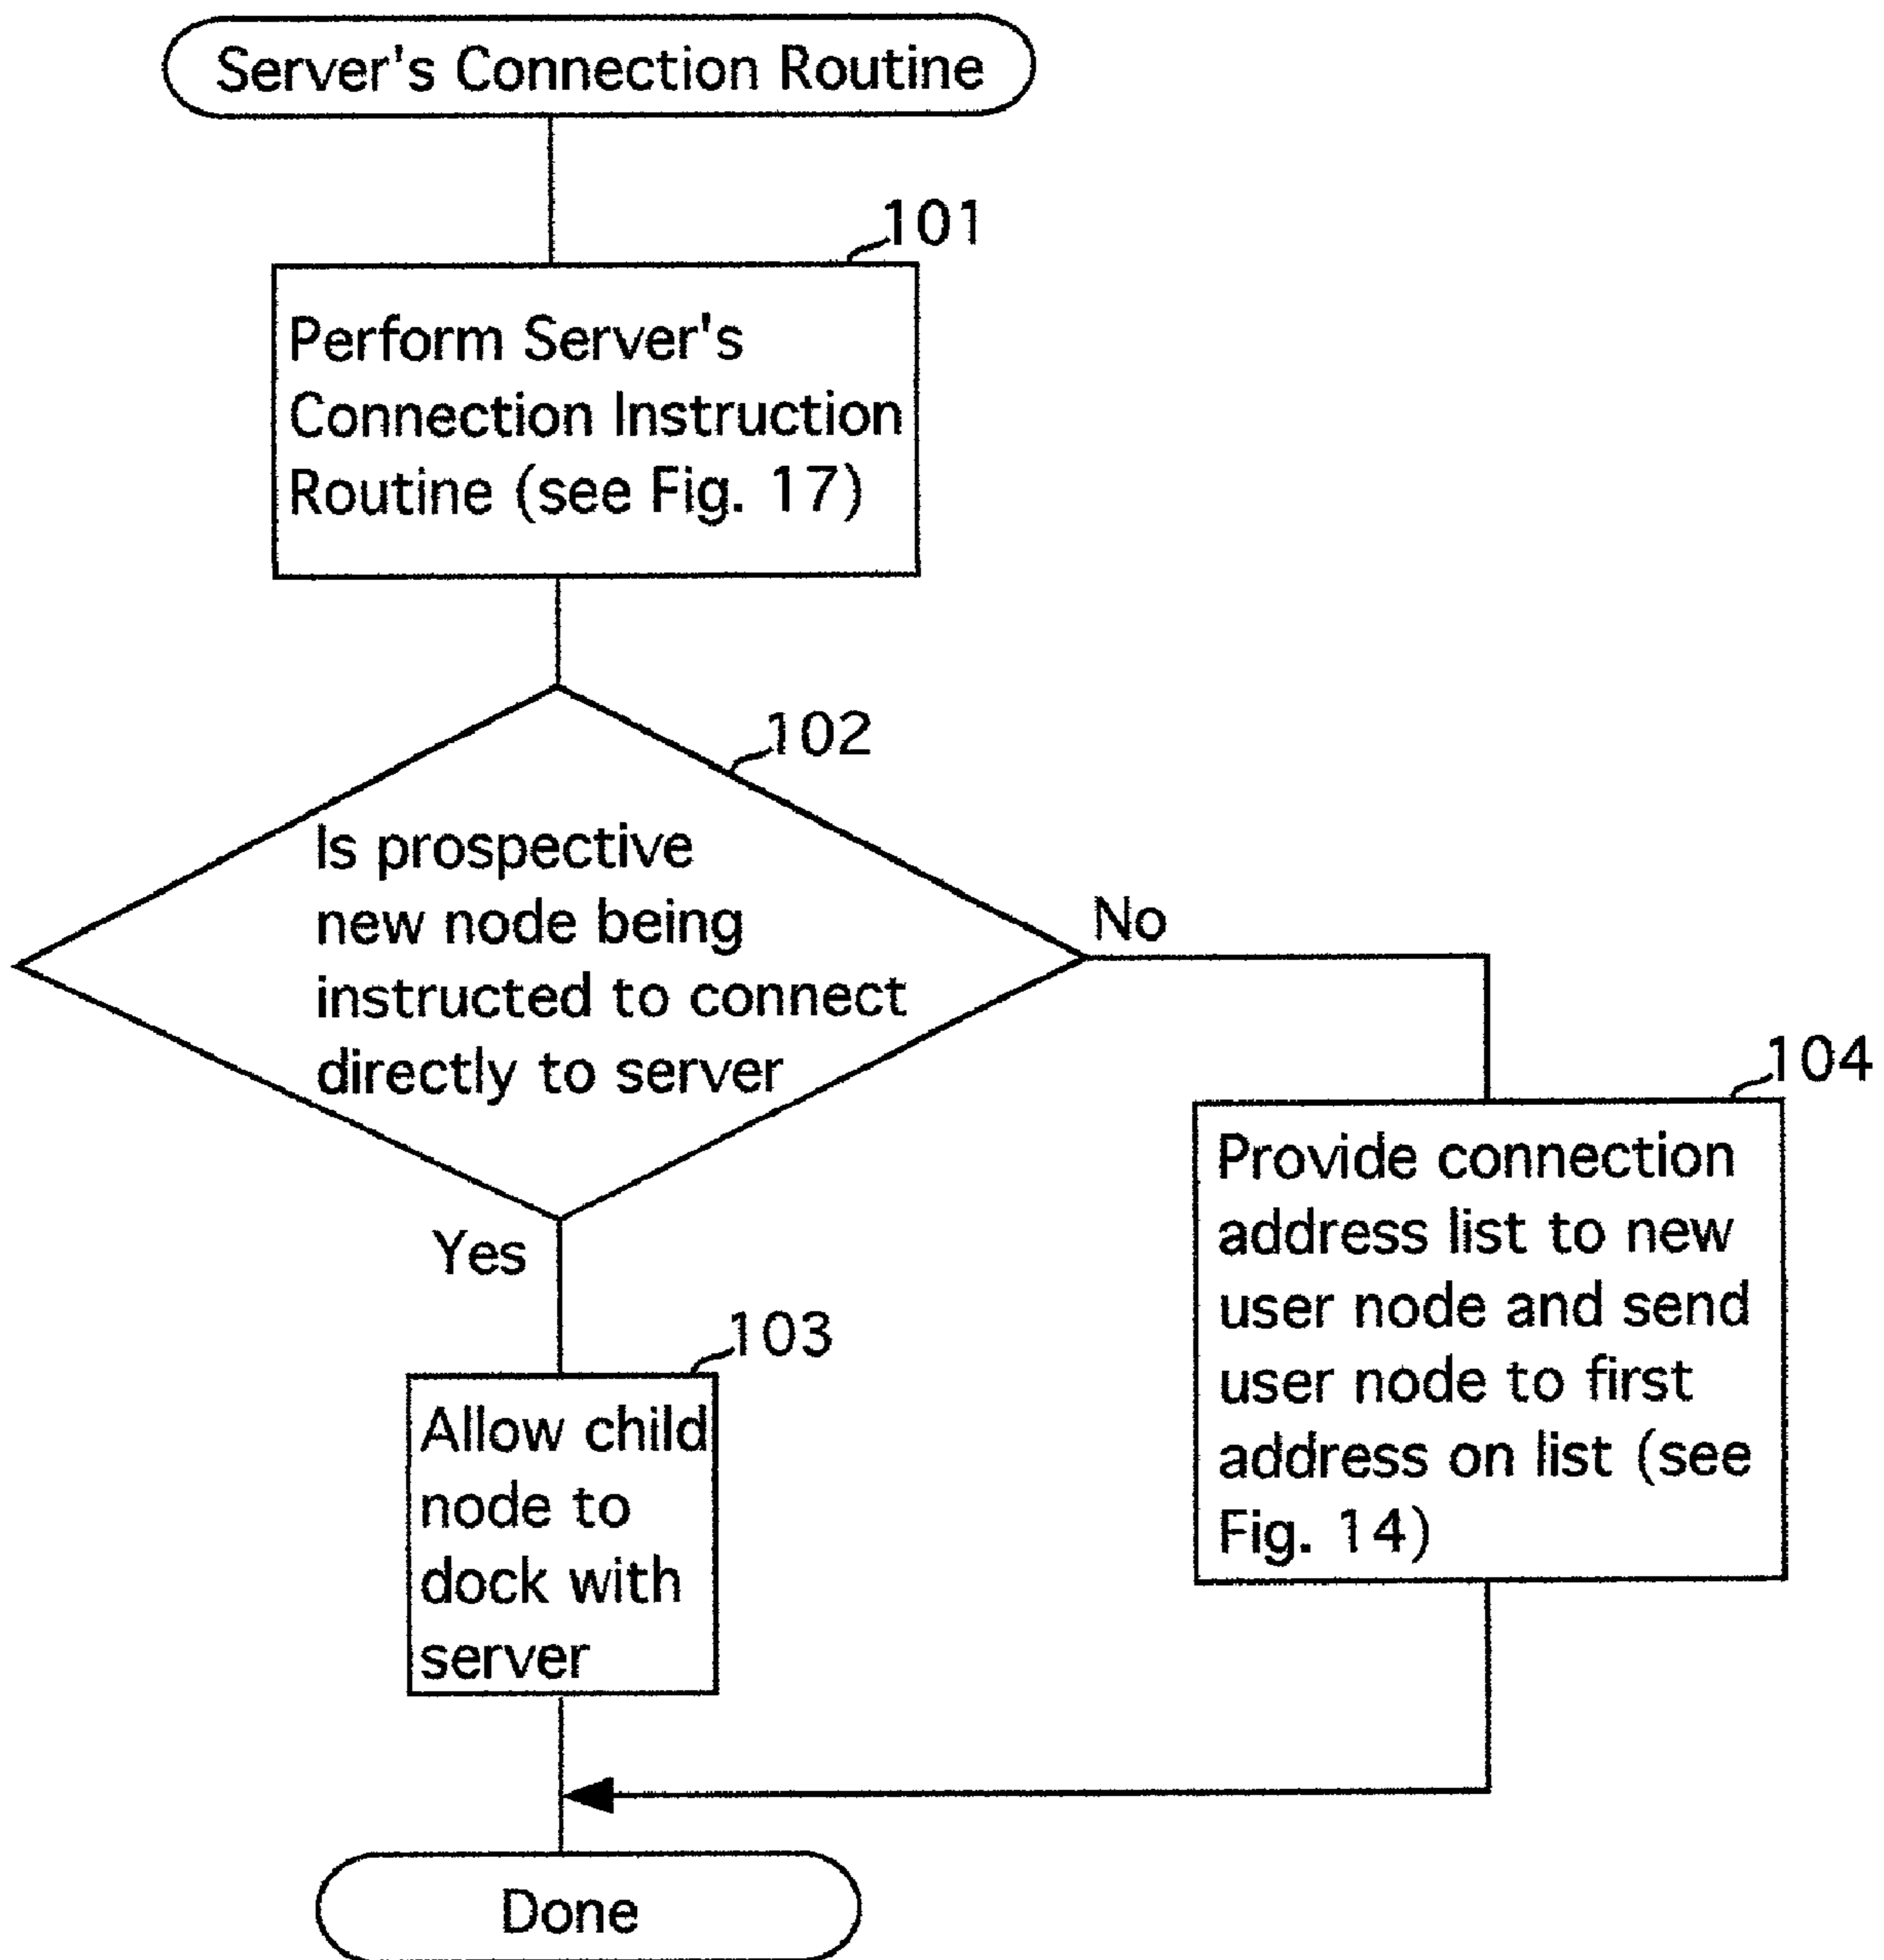 Server's Connection Routine
101
Perform Server's
Connection Instruction
Routine (see Fig. 17)
102
Is prospective
new node being
instructed to connect
directly to server
No
Yes
104
Provide connection
address list to new
user node and send
user node to first
address on list (see
Fig. 14)
103
Allow child
node to
dock with
server
Done